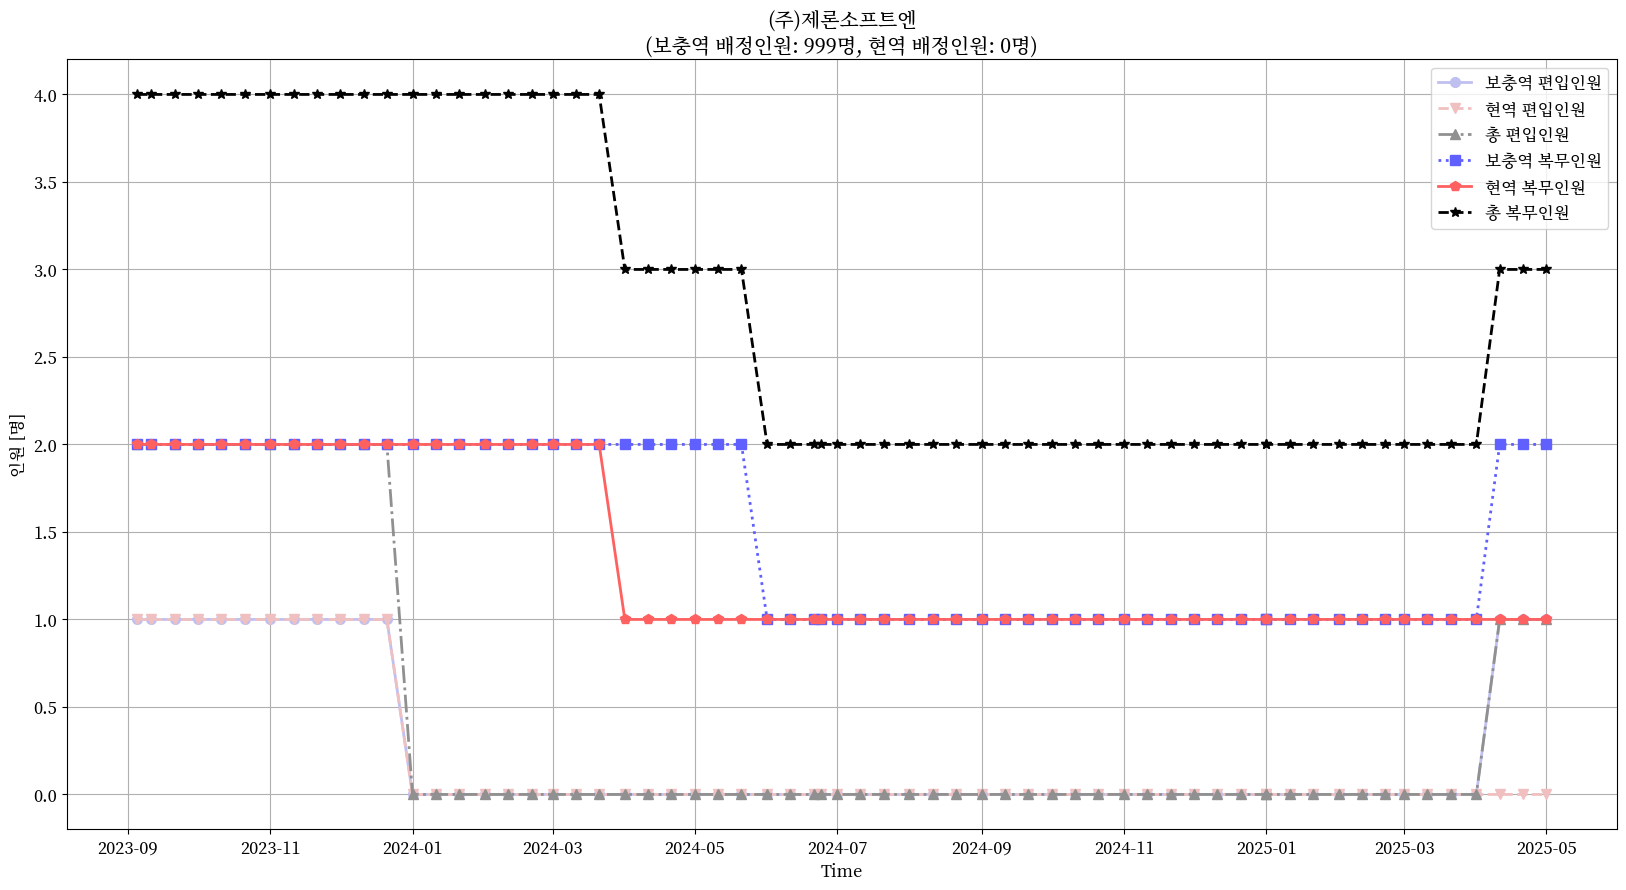 (주)제론소프트엔
(보충역 배정인원: 999명, 현역 배정인원: 0명)
보충역 편입인원
현역 편입인원
총 편입인원
보충역 복무인원
현역 복무인원
총 복무인원
인원 [명]
4.0
3.5
3.0
2.5
2.0
1.5
1.0
0.5
0.0
2023-09 2023-11 2024-01 2024-03 2024-05 2024-07 2024-09 2024-11 2025-01 2025-03 2025-05
Time